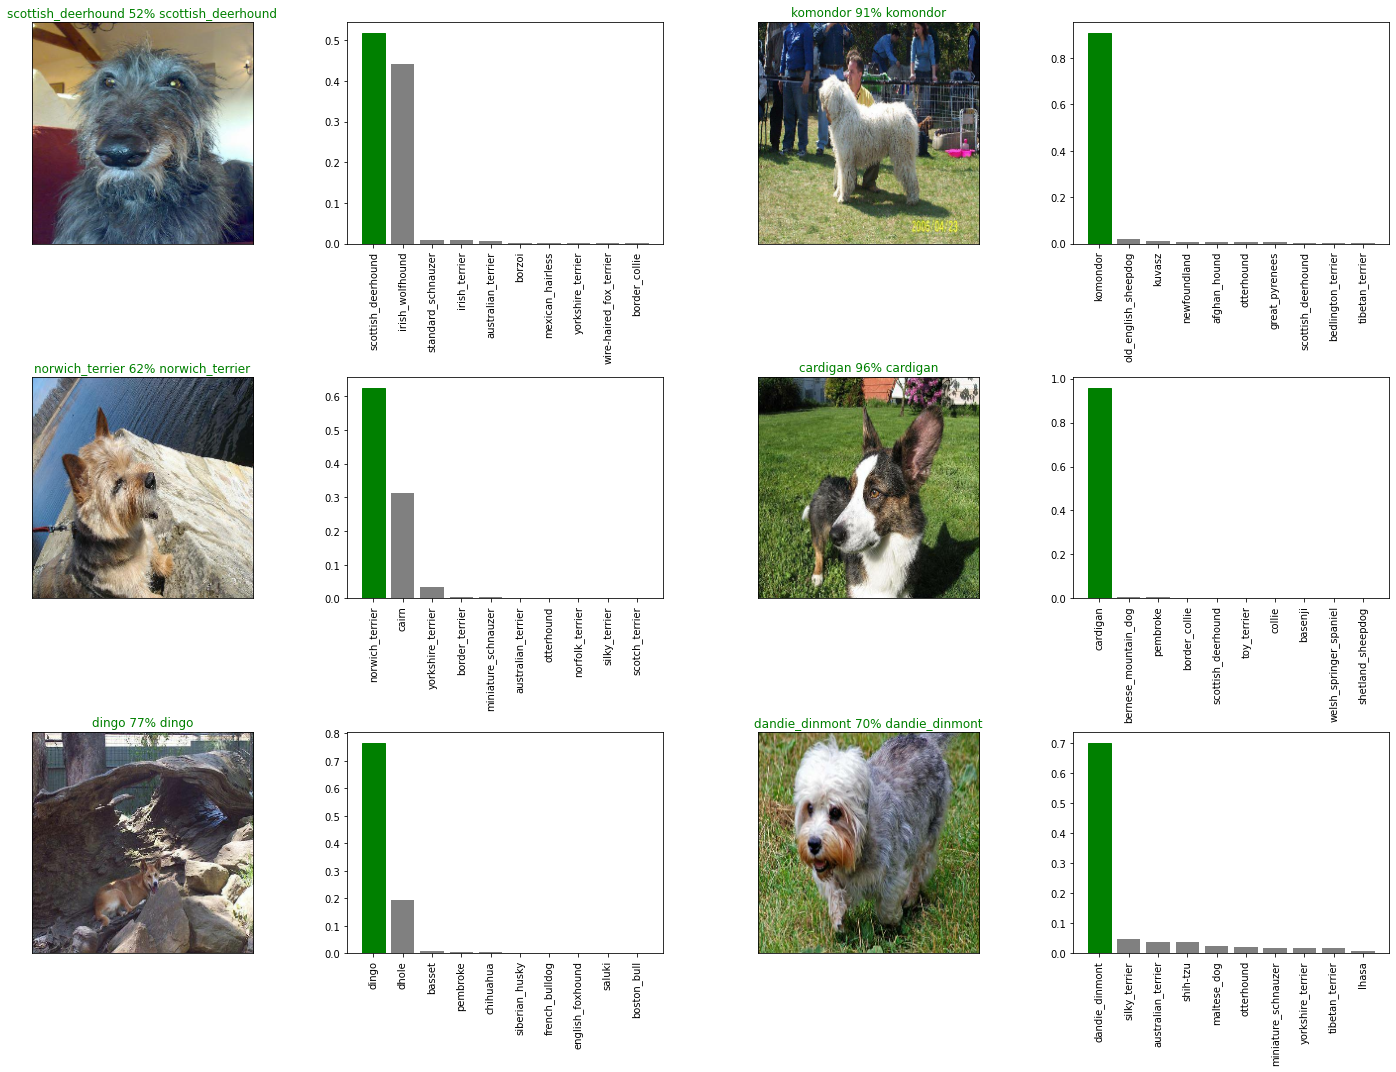 scottish_deerhound 52% scottish_deerhound
0.5
0.4
0.3
0.2
0.1
0.0
scottish_deerhound
irish_wolfhound
standard_schnauzer
irish_terrier
australian_terrier
borzoi
mexican_hairless
yorkshire_terrier
wire-haired_fox_terrier
border_collie
komondor 91% komondor
2005/04/23
0.8
0.6
0.4
0.2
0.0
komondor
old_english_sheepdog
kuvasz
newfoundland
afghan_hound
otterhound
great_pyrenees
scottish_deerhound
bedlington_terrier
tibetan_terrier
norwich_terrier 62% norwich_terrier
0.6
0.5
0.4
0.3
0.2
0.1
0.0
norwich_terrier
cairn
yorkshire_terrier
border_terrier
miniature_schnauzer
australian_terrier
otterhound
norfolk_terrier
silky_terrier
scotch_terrier
cardigan 96% cardigan
1.0
0.8
0.6
0.4
0.2
0.0
cardigan
bernese_mountain_dog
pembroke
border_collie
scottish_deerhound
toy_terrier
collie
basenji
welsh_springer_spaniel
shetland_sheepdog
dingo 77% dingo
0.8
0.7
0.6
0.5
0.4
0.3
0.2
0.1
0.0
dingo
dhole
basset
pembroke
chihuahua
siberian_husky
french_bulldog
english_foxhound
saluki
boston_bull
dandie_dinmont 70% dandie_dinmont
0.7
0.6
0.5
0.4
0.3
0.2
0.1
0.0
dandie_dinmont
silky_terrier
australian_terrier
shih-tzu
maltese_dog
otterhound
miniature_schnauzer
yorkshire_terrier
tibetan_terrier
lhasa